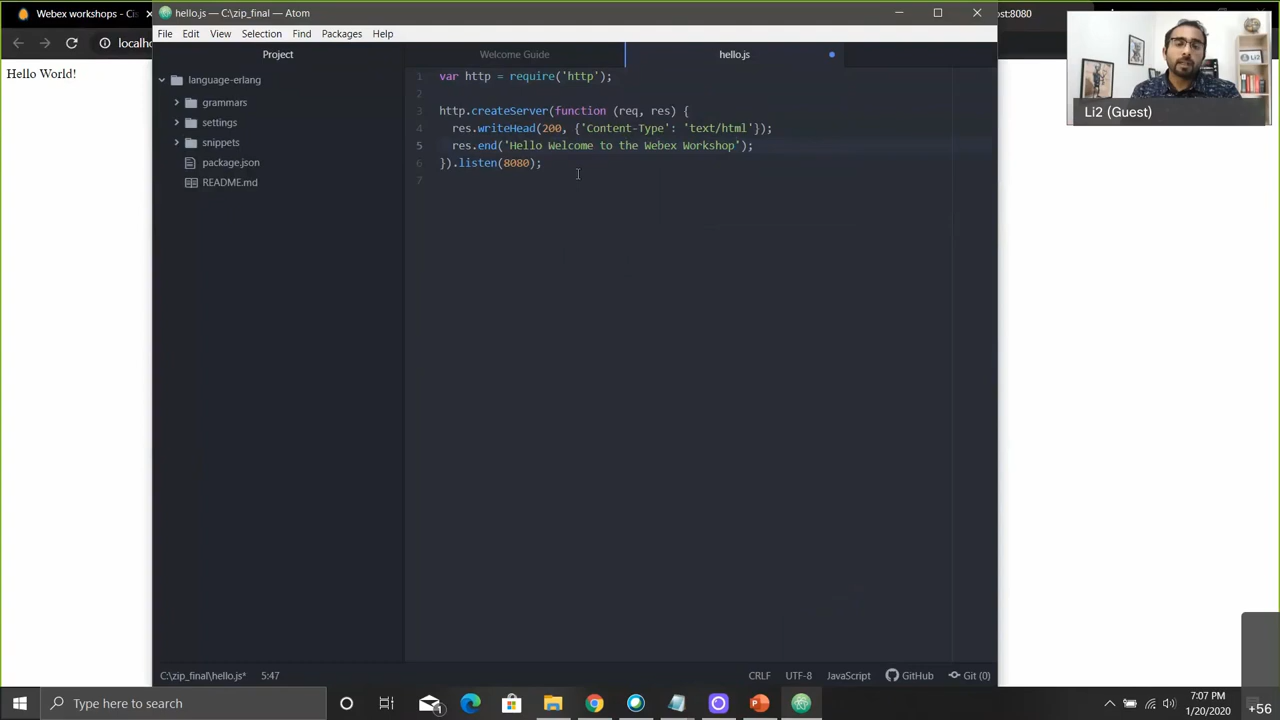 Webex workshops - Cis
hello.js — C:\zip_final — Atom
ost:8080
File Edit View Selection Find Packages Help
localho
Hello World!
Project
Welcome Guide
hello.js
language-erlang
grammars
settings
snippets
package.json
README.md
1 var http = require('http');
2
3 http.createServer(function (req, res) {
4 res.writeHead(200, {'Content-Type': 'text/html'});
5 res.end('Hello Welcome to the Webex Workshop');
6 }).listen(8080);
7
Li2
Li2 (Guest)
C:\zip_final\hello.js* 5:47
CRLF UTF-8 JavaScript GitHub Git (0)
Type here to search
7:07 PM
1/20/2020
+56